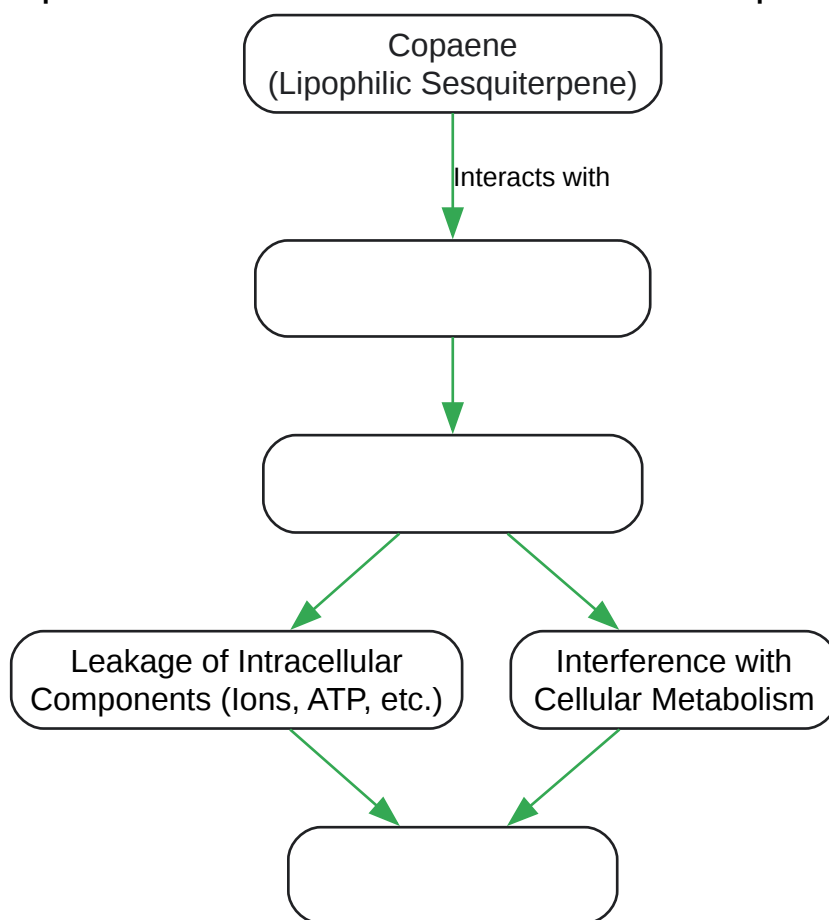 Copaene
(Lipophilic Sesquiterpene)
Interacts with
Leakage of Intracellular
Components (Ions, ATP, etc.)
Interference with
Cellular Metabolism